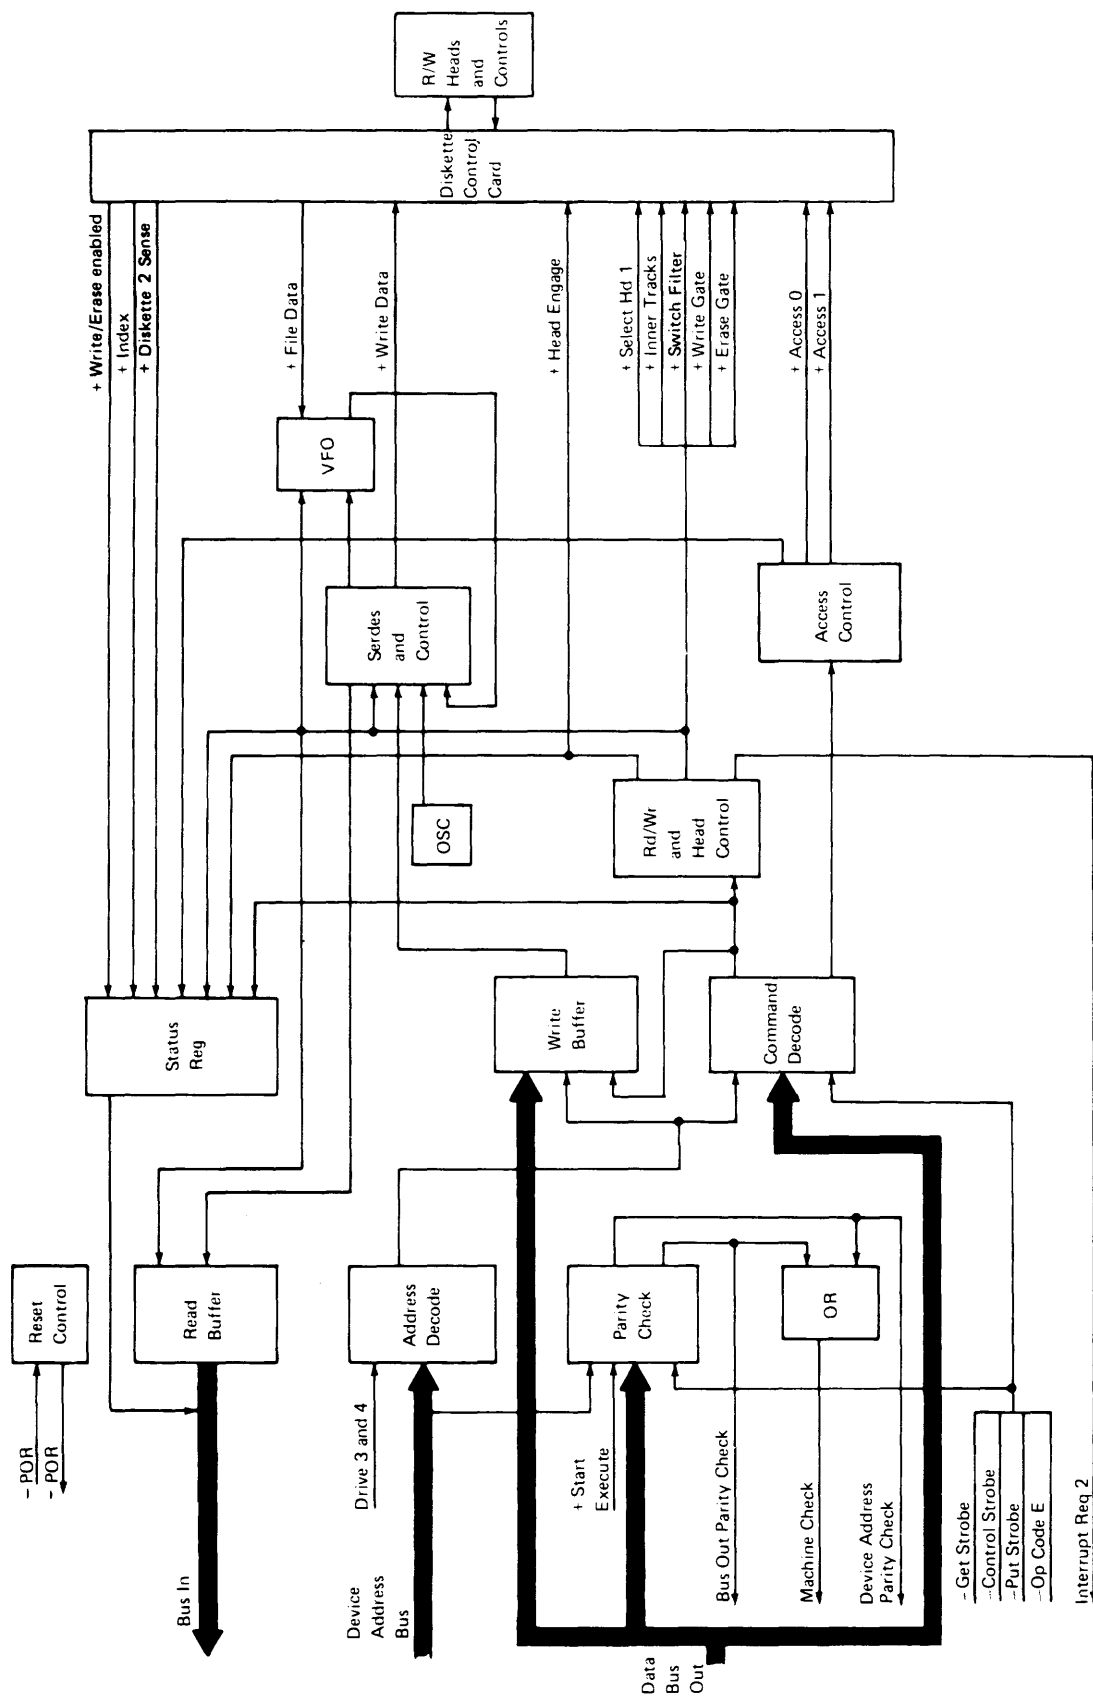 - POR
- POR
Reset
Control
Bus In
Read
Buffer
Status
Reg
+ Write/Erase enabled
+ Index
+ Diskette 2 Sense
+ File Data
VFO
+ Write Data
Serdes
and
Control
OSC
Device
Address
Bus
Drive 3 and 4
Address
Decode
Write
Buffer
+ Head Engage
Diskette
Control
Card
R/W
Heads
and
Controls
+ Start
Execute
Parity
Check
Rd/Wr
and
Head
Control
+ Select Hd 1
+ Inner Tracks
+ Switch Filter
+ Write Gate
+ Erase Gate
Data
Bus
Out
Bus Out Parity Check
Machine Check
Device Address
Parity Check
OR
Command
Decode
Access
Control
+ Access 0
+ Access 1
- Get Strobe
-Control Strobe
-Put Strobe
-Op Code E
Interrupt Req 2